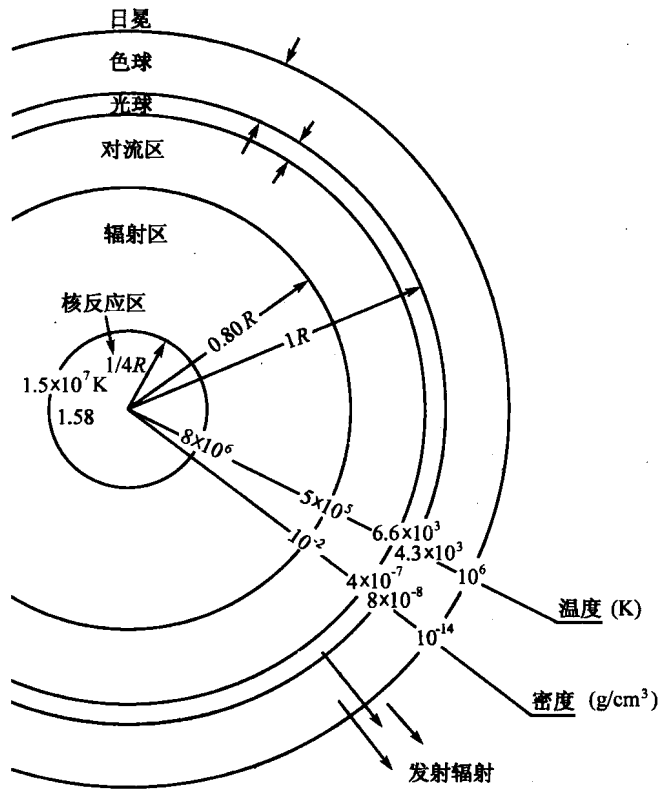 日冕
色球
光球
对流区
辐射区
核反应区
0.80R
1R
1/4R
1.5×10⁷K
1.58
8×10⁶
5×10⁵
10⁻²
6.6×10³
4.3×10³
4×10⁻⁷
8×10⁻⁸
10⁶
10⁻¹⁴
温度 (K)
密度 (g/cm³)
发射辐射